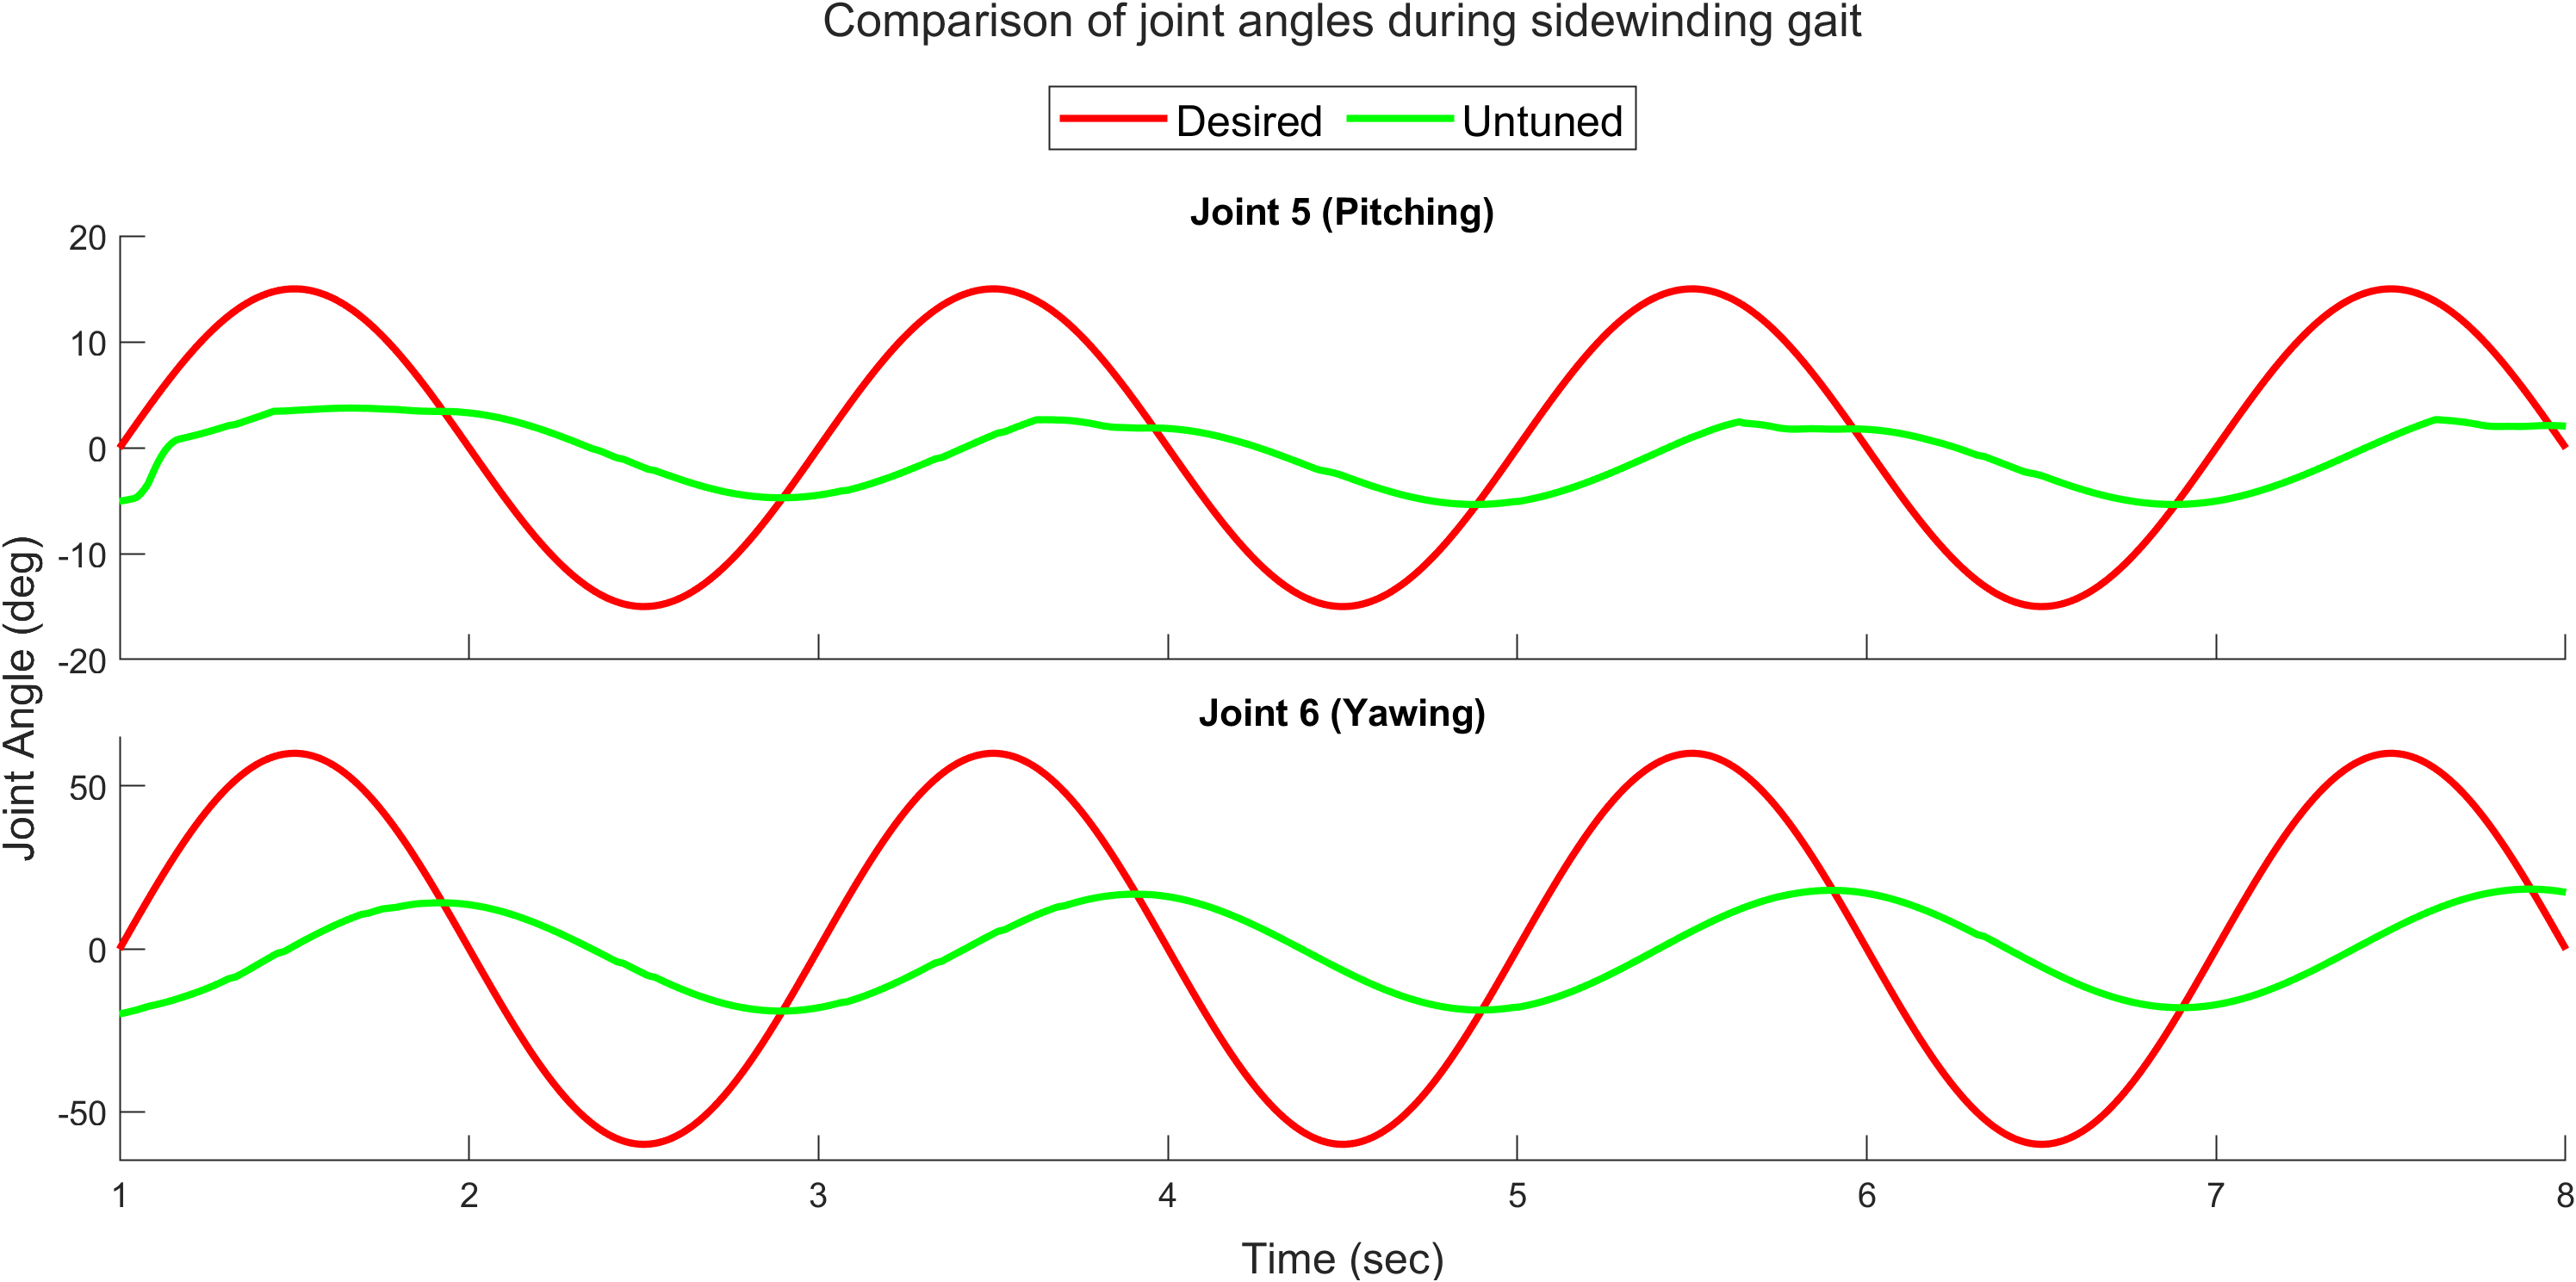 Comparison of joint angles during sidewinding gait
Desired Untuned
Joint 5 (Pitching)
20
10
0
-10
-20
Joint Angle (deg)
Joint 6 (Yawing)
50
0
-50
1 2 3 4 5 6 7 8
Time (sec)